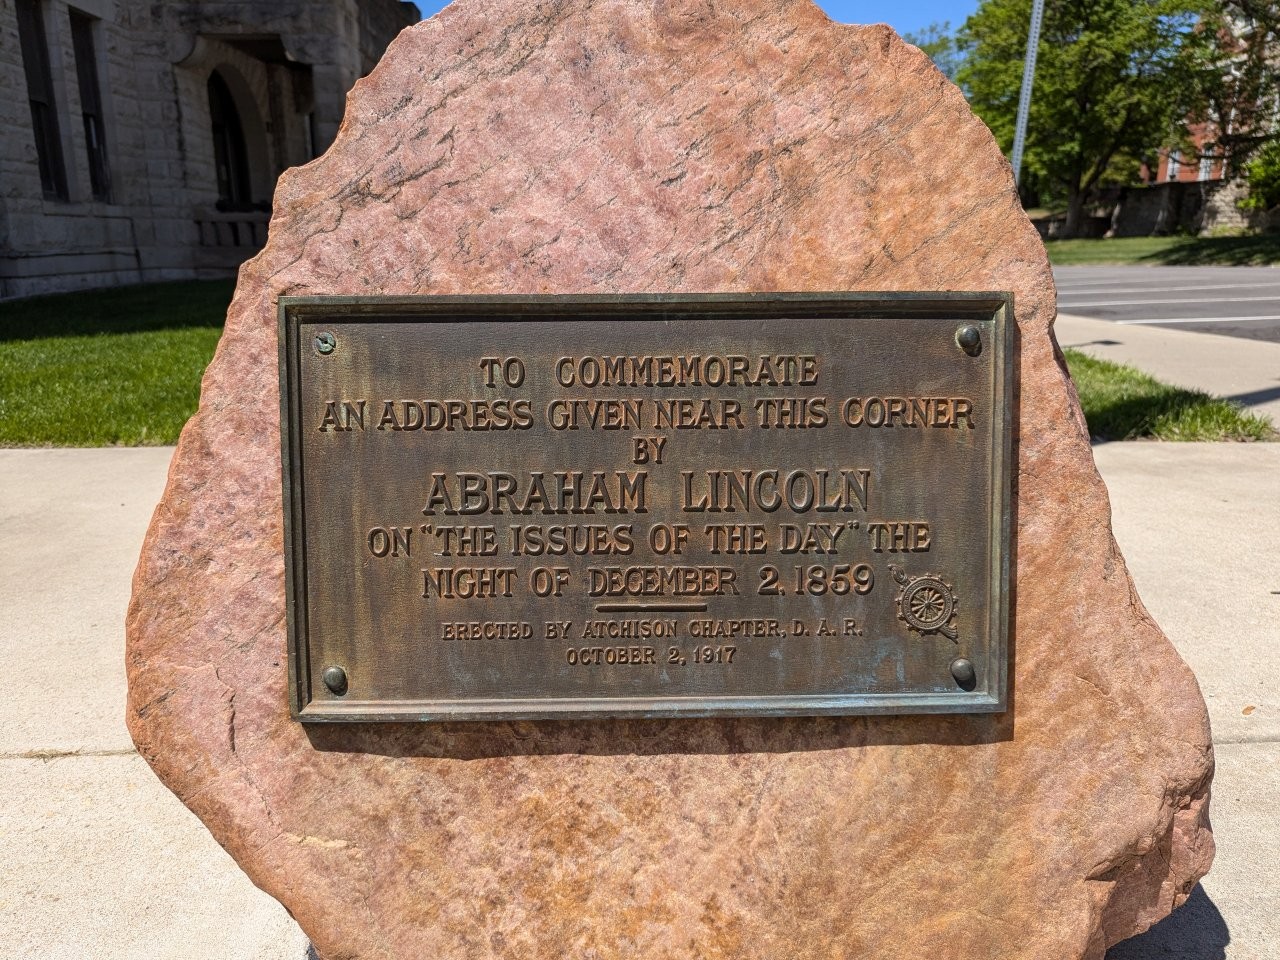 TO COMMEMORATE
AN ADDRESS GIVEN NEAR THIS CORNER
BY
ABRAHAM LINCOLN
ON "THE ISSUES OF THE DAY" THE
NIGHT OF DECEMBER 2, 1859
ERECTED BY ATCHISON CHAPTER, D. A. R.
OCTOBER 2, 1917